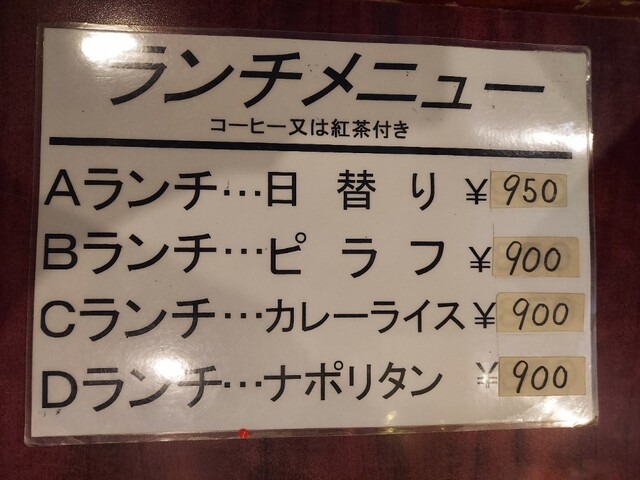 ランチメニュー
コーヒー又は紅茶付き
Aランチ…日替り ¥950
Bランチ…ピラフ ¥900
Cランチ…カレーライス ¥900
Dランチ…ナポリタン ¥900